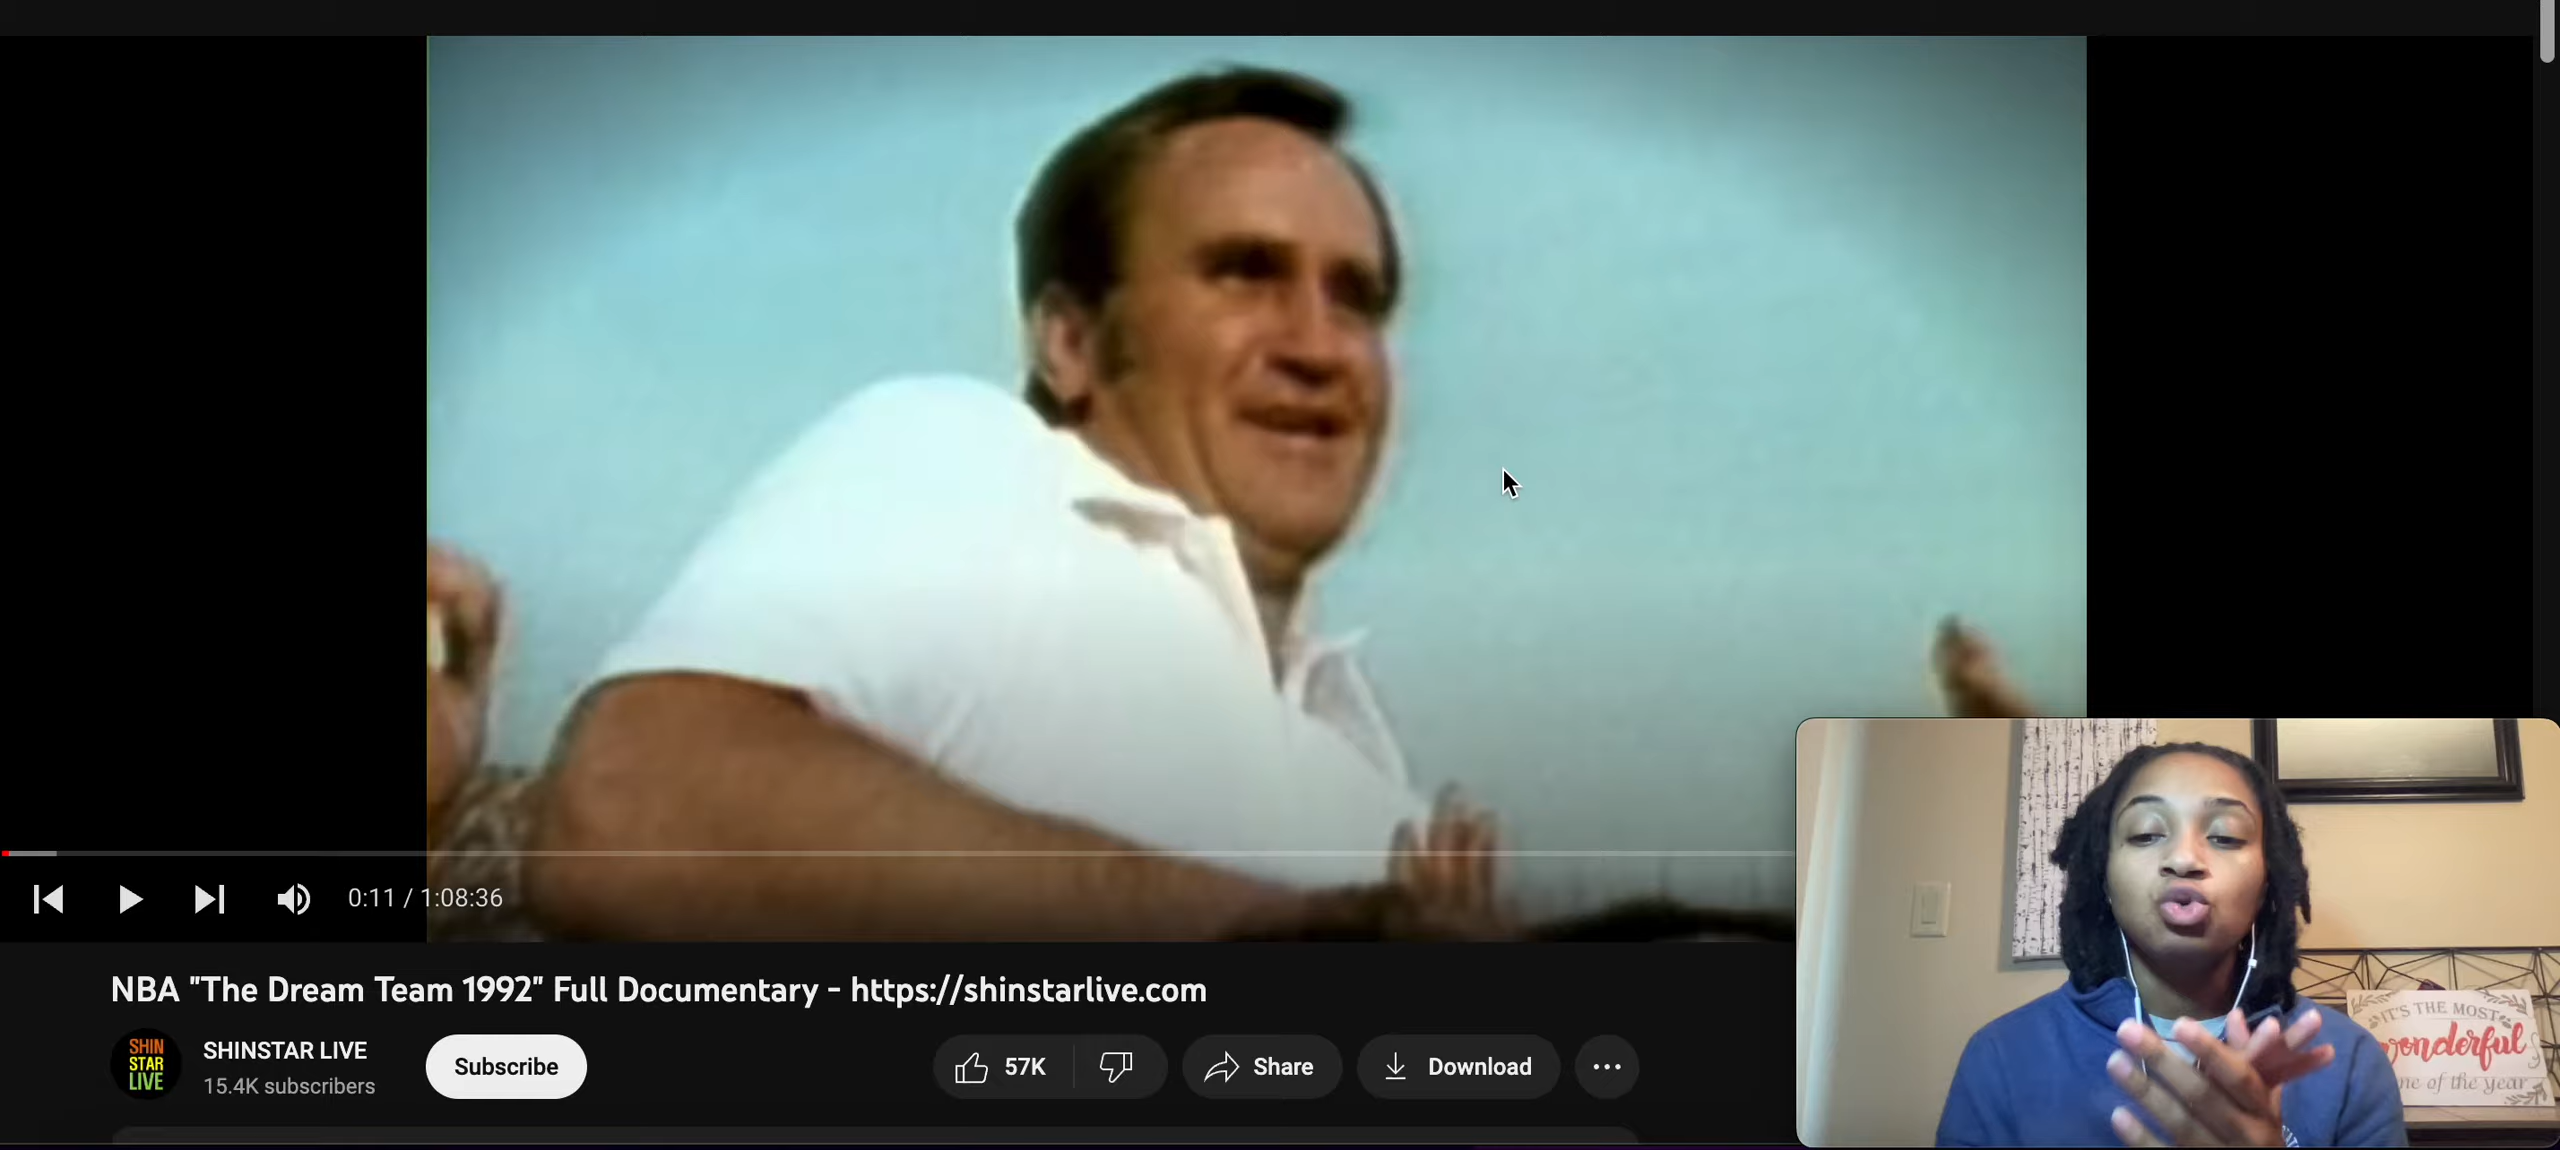 0:11 / 1:08:36
NBA "The Dream Team 1992" Full Documentary - https://shinstarlive.com
SHIN
STAR
LIVE
SHINSTAR LIVE
15.4K subscribers
Subscribe
57K
Share
Download
IT'S THE MOST
wonderful
of the year